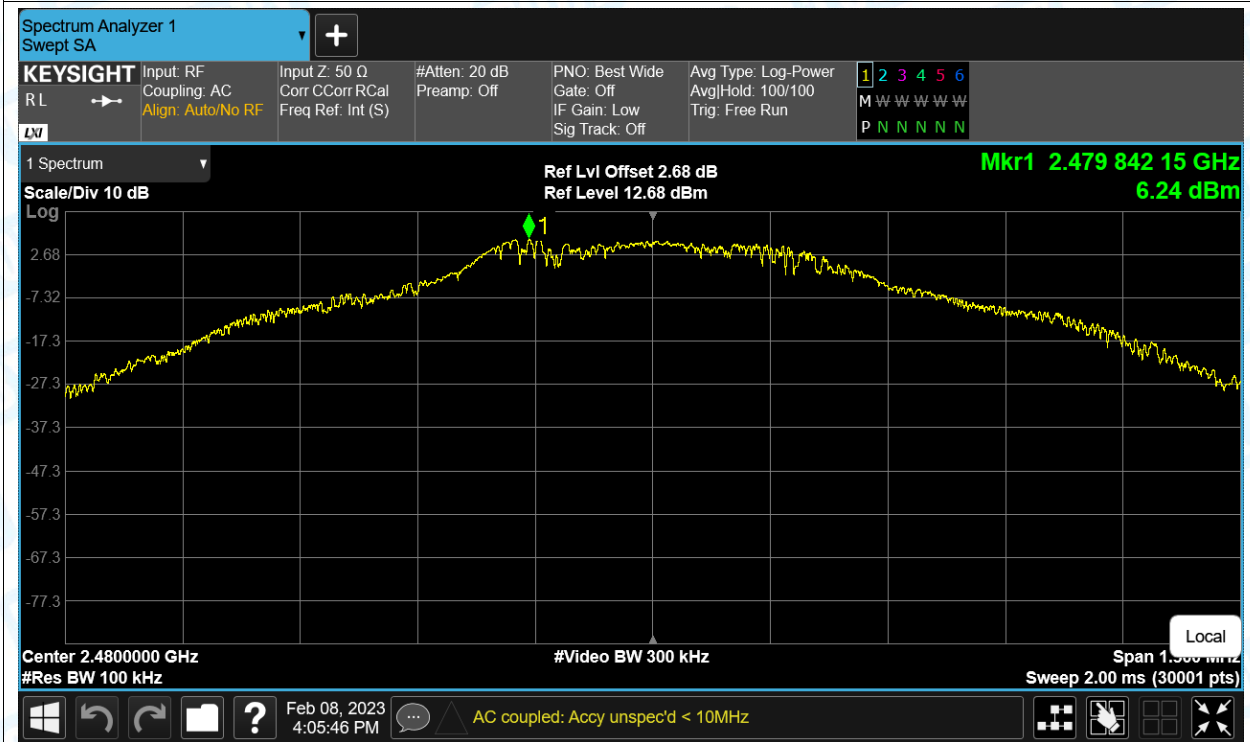 Spectrum Analyzer 1
Swept SA
+
KEYSIGHT
R L
LXI
Input: RF
Coupling: AC
Align: Auto/No RF
Input Z: 50 Ω
Corr CCorr RCal
Freq Ref: Int (S)
#Atten: 20 dB
Preamp: Off
PNO: Best Wide
Gate: Off
IF Gain: Low
Sig Track: Off
Avg Type: Log-Power
Avg|Hold: 100/100
Trig: Free Run
1 2 3 4 5 6
M W W W W W
P N N N N N
1 Spectrum
Scale/Div 10 dB
Log
Ref Lvl Offset 2.68 dB
Ref Level 12.68 dBm
Mkr1 2.479 842 15 GHz
6.24 dBm
1
2.68
-7.32
-17.3
-27.3
-37.3
-47.3
-57.3
-67.3
-77.3
Local
Center 2.4800000 GHz
#Video BW 300 kHz
Span
#Res BW 100 kHz
Sweep 2.00 ms (30001 pts)
?
Feb 08, 2023
4:05:46 PM
AC coupled: Accy unspec'd < 10MHz